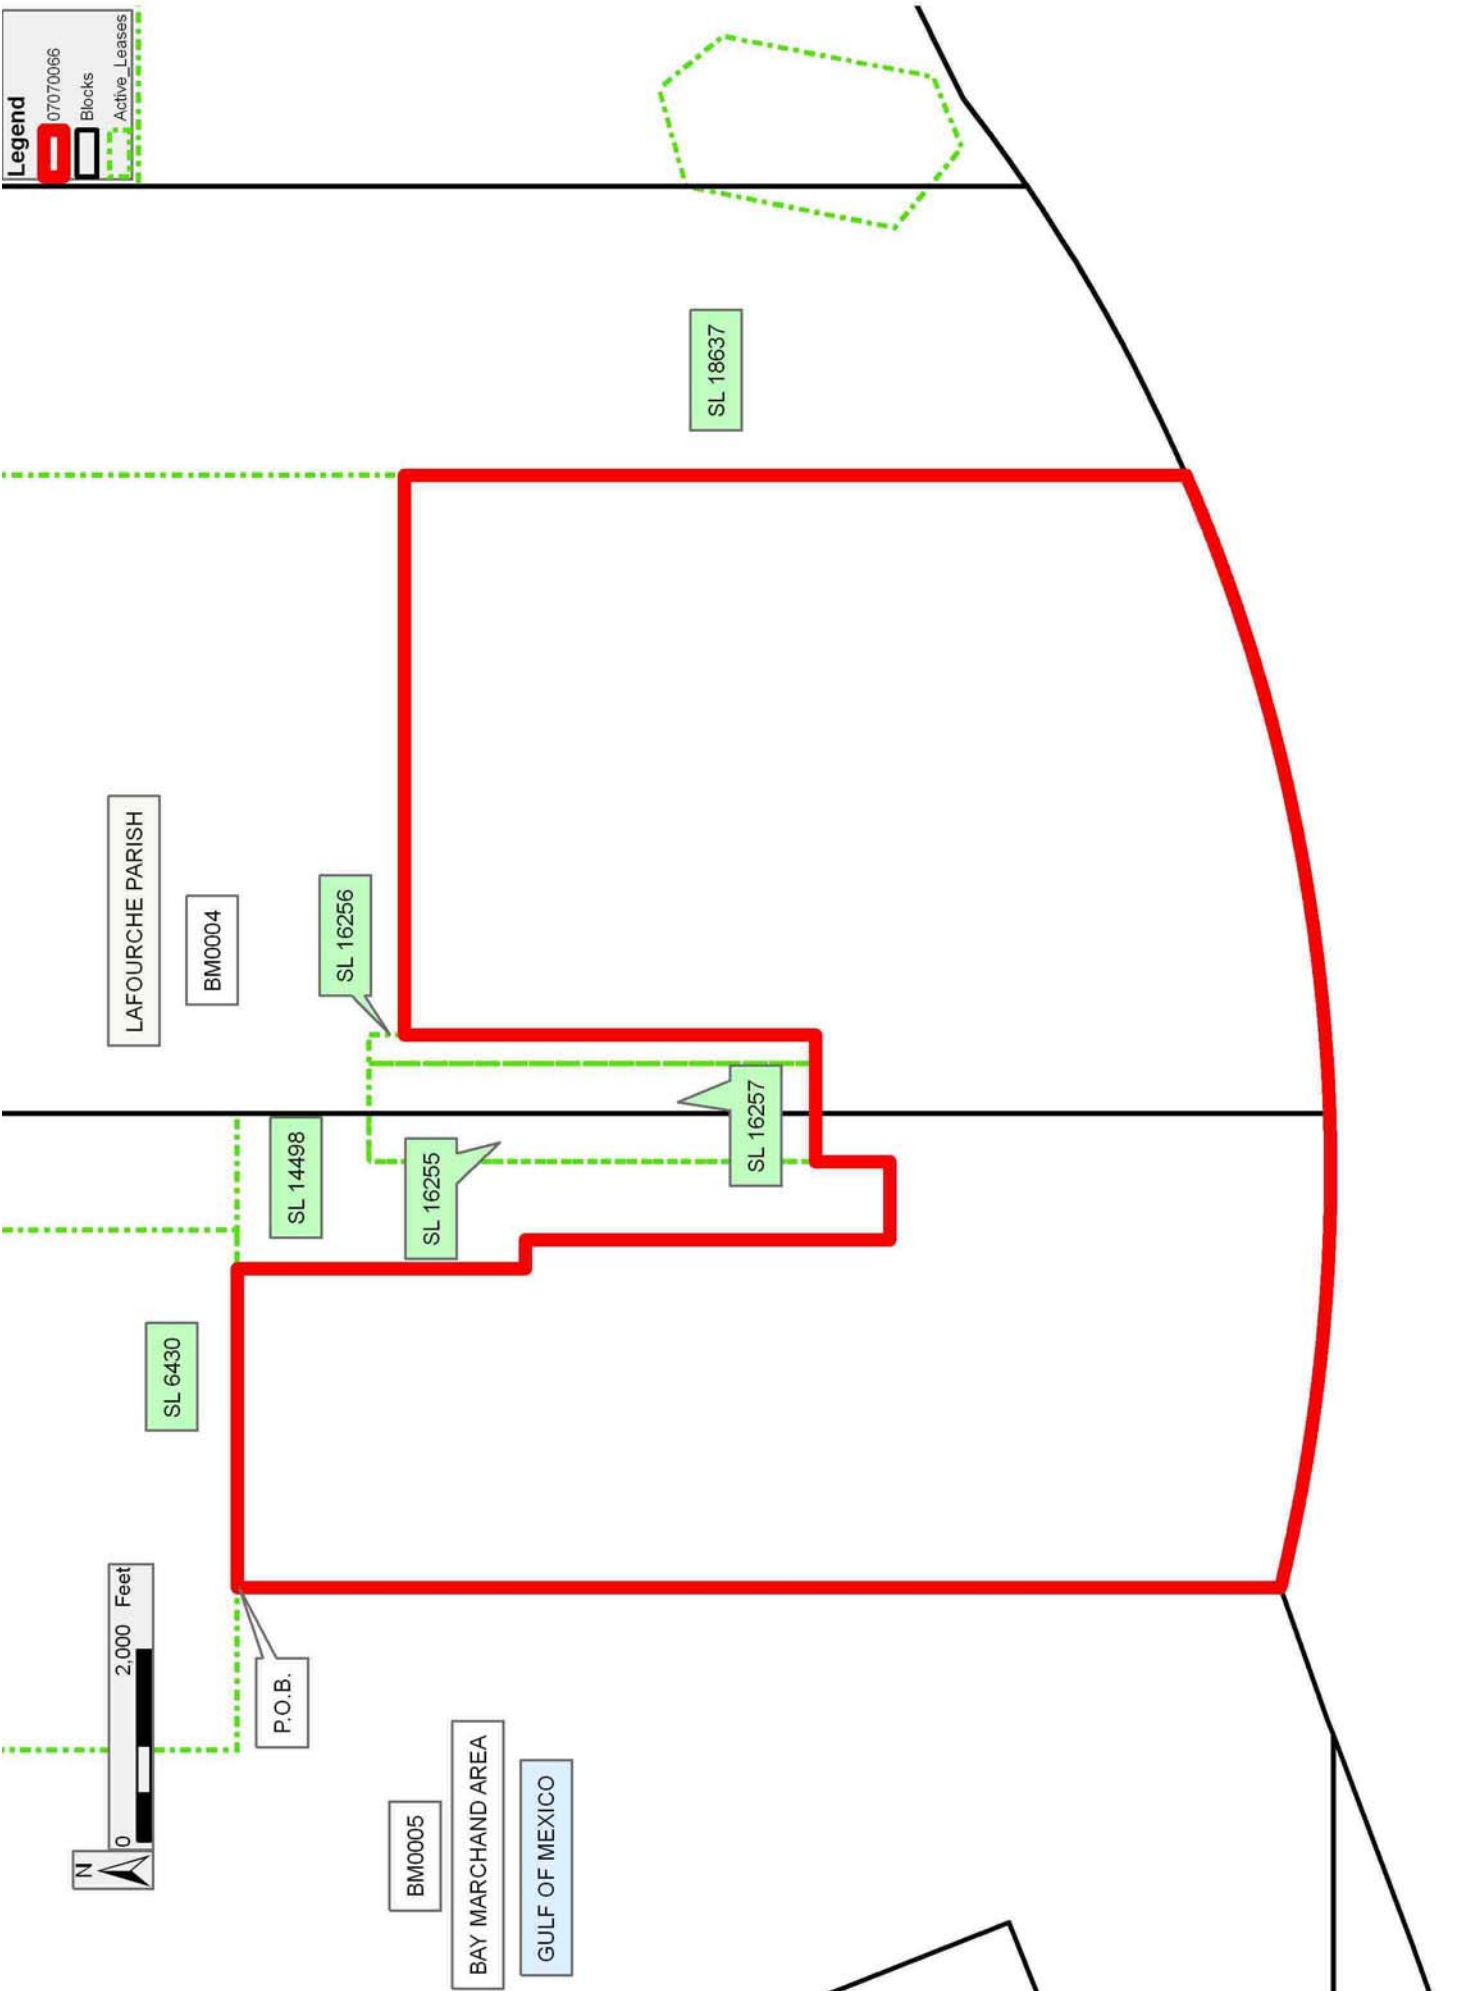 Legend
07070066
Blocks
Active_Leases
LAFOURCHE PARISH
BM0004
SL 18637
SL 16256
SL 16257
SL 14498
SL 16255
SL 6430
0 2,000 Feet
N
P.O.B.
BM0005
BAY MARCHAND AREA
GULF OF MEXICO